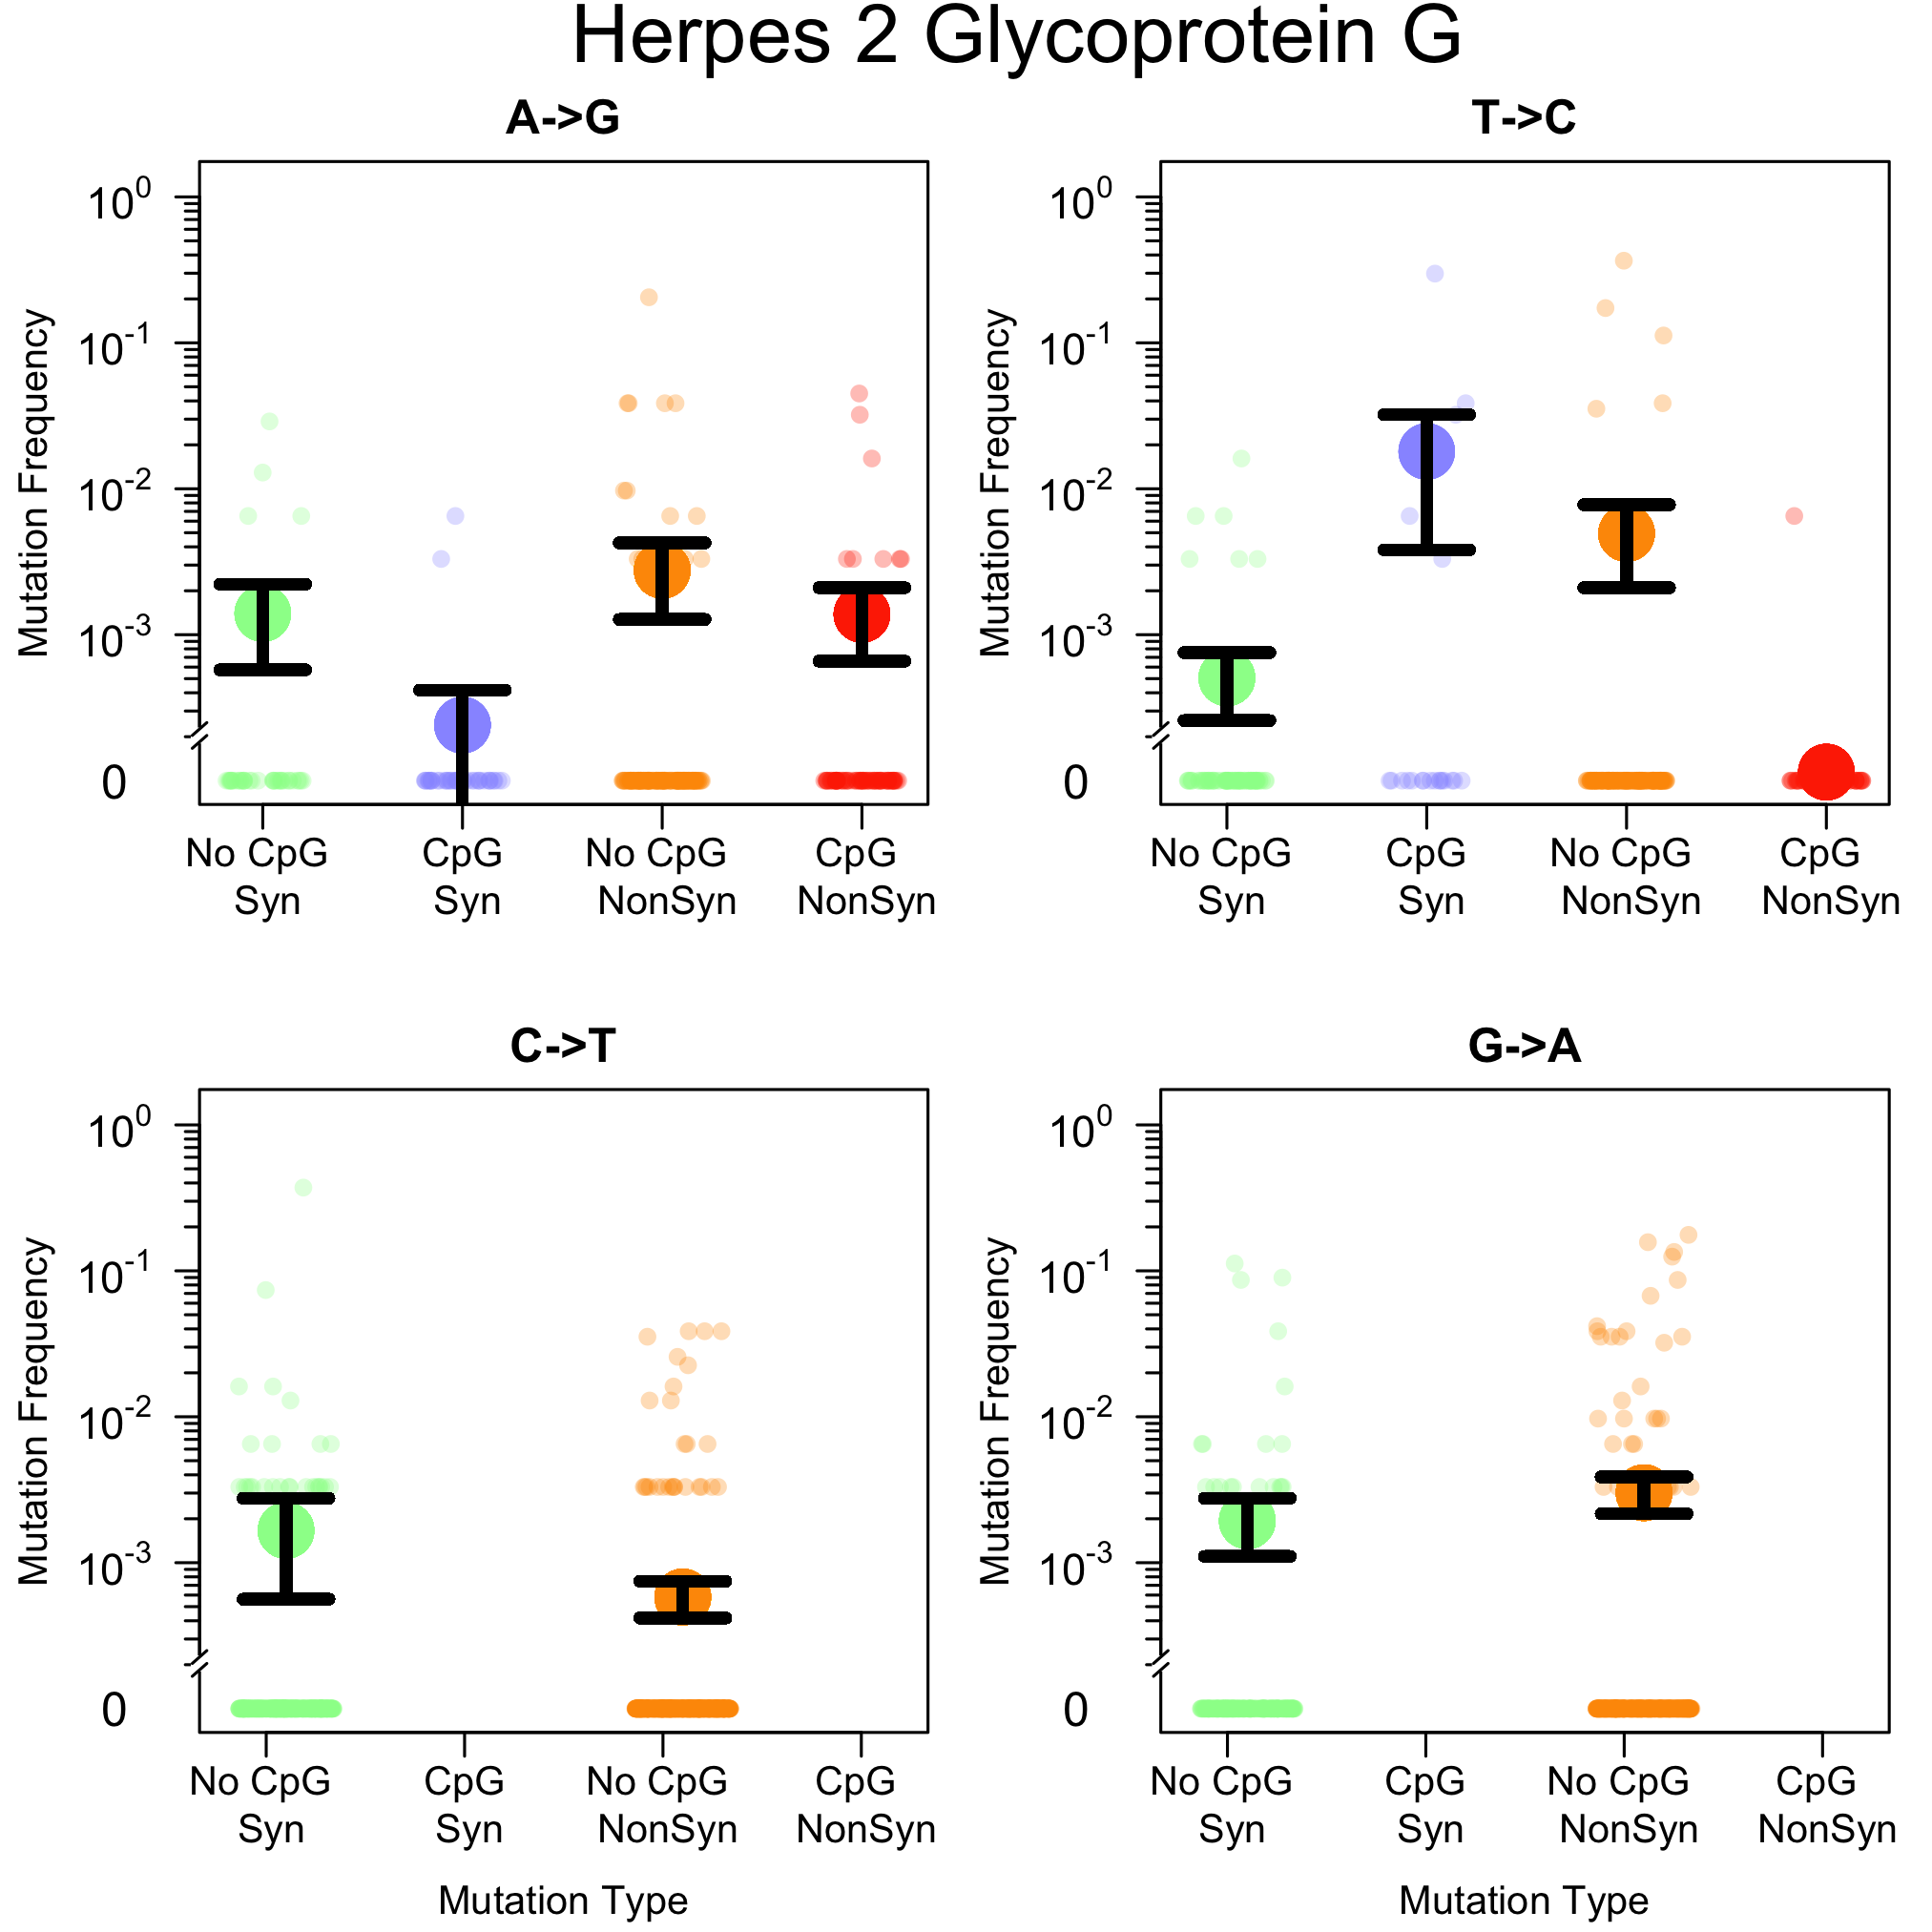 Herpes 2 Glycoprotein G
A->G
Mutation Frequency
10^0
10^-1
10^-2
10^-3
0
No CpG CpG No CpG CpG
Syn Syn NonSyn NonSyn
T->C
Mutation Frequency
10^0
10^-1
10^-2
10^-3
0
No CpG CpG No CpG CpG
Syn Syn NonSyn NonSyn
C->T
Mutation Frequency
10^0
10^-1
10^-2
10^-3
0
No CpG CpG No CpG CpG
Syn Syn NonSyn NonSyn
Mutation Type
G->A
Mutation Frequency
10^0
10^-1
10^-2
10^-3
0
No CpG CpG No CpG CpG
Syn Syn NonSyn NonSyn
Mutation Type